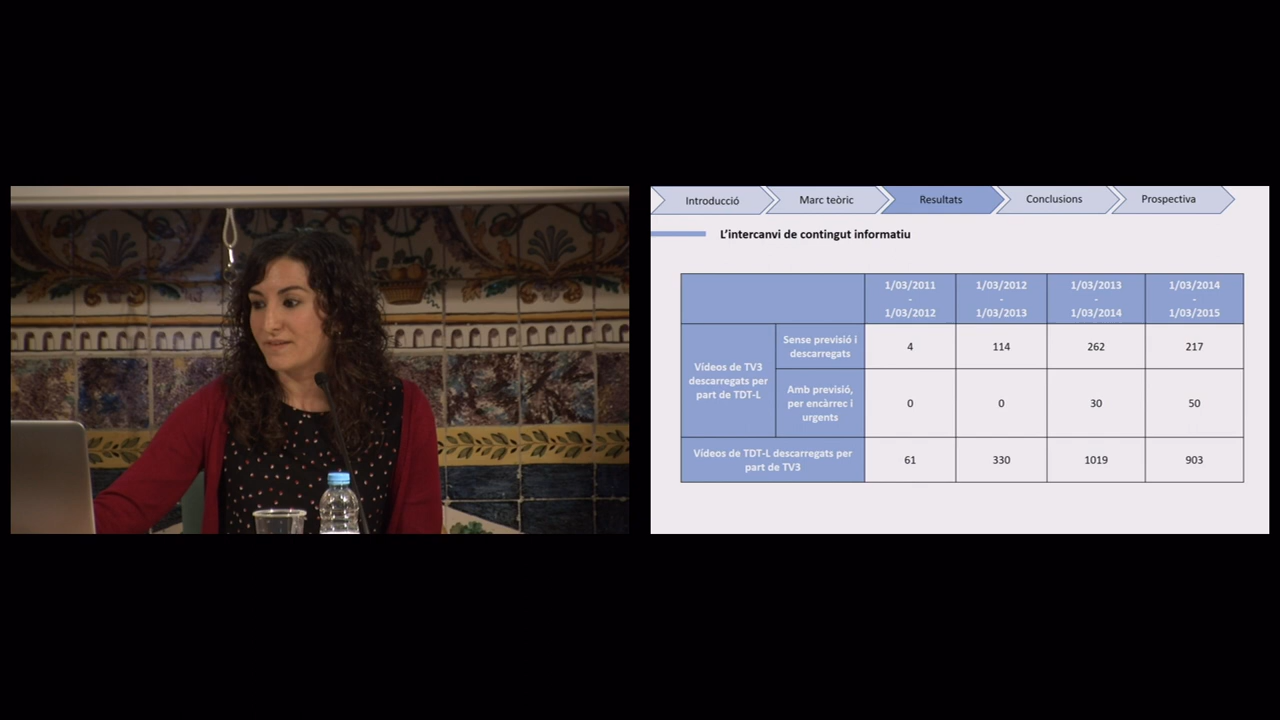 Introducció
Marc teòric
Resultats
Conclusions
Prospectiva
L'intercanvi de contingut informatiu
1/03/2011
-
1/03/2012
1/03/2012
-
1/03/2013
1/03/2013
-
1/03/2014
1/03/2014
-
1/03/2015
Vídeos de TV3
descarregats per
part de TDT-L
Sense previsió i
descarregats
4
114
262
217
Amb previsió,
per encàrrec i
urgents
0
0
30
50
Vídeos de TDT-L descarregats per
part de TV3
61
330
1019
903